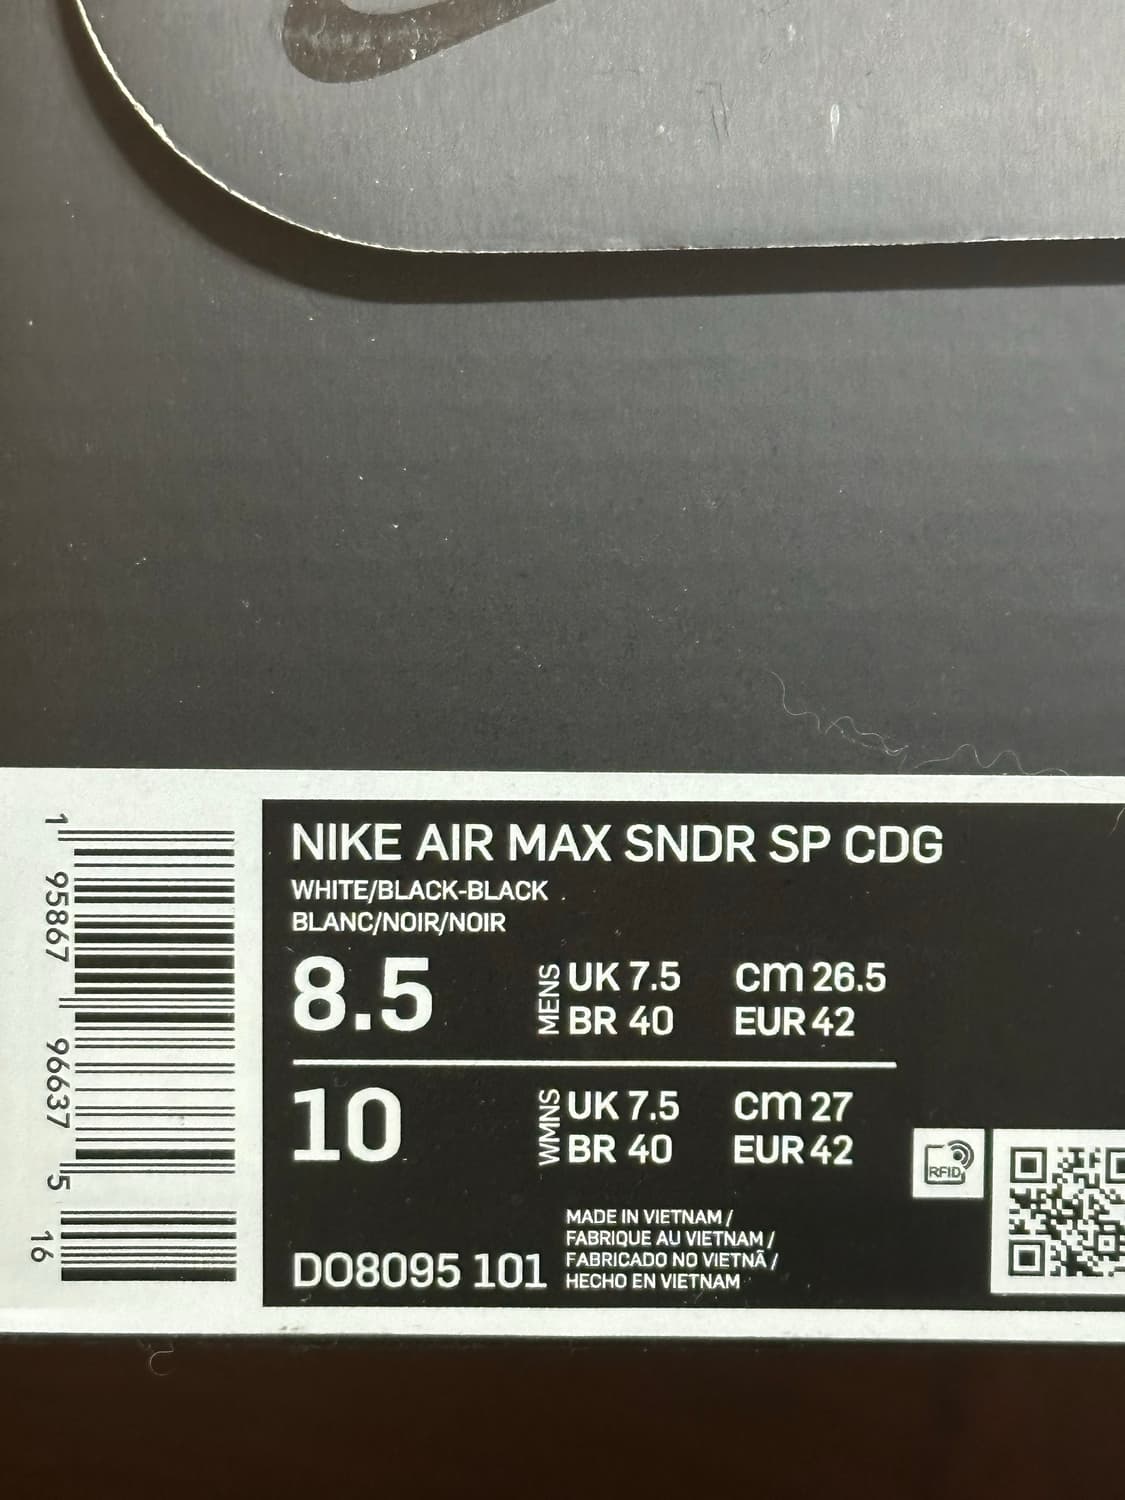 NIKE AIR MAX SNDR SP CDG
WHITE/BLACK-BLACK
BLANC/NOIR/NOIR
8.5 MENS UK 7.5 cm 26.5
BR 40 EUR 42
10 WMNS UK 7.5 cm 27
BR 40 EUR 42
RFID
DO8095 101
MADE IN VIETNAM /
FABRIQUE AU VIETNAM /
FABRICADO NO VIETNÃ /
HECHO EN VIETNAM
1 95867 96637 5 16